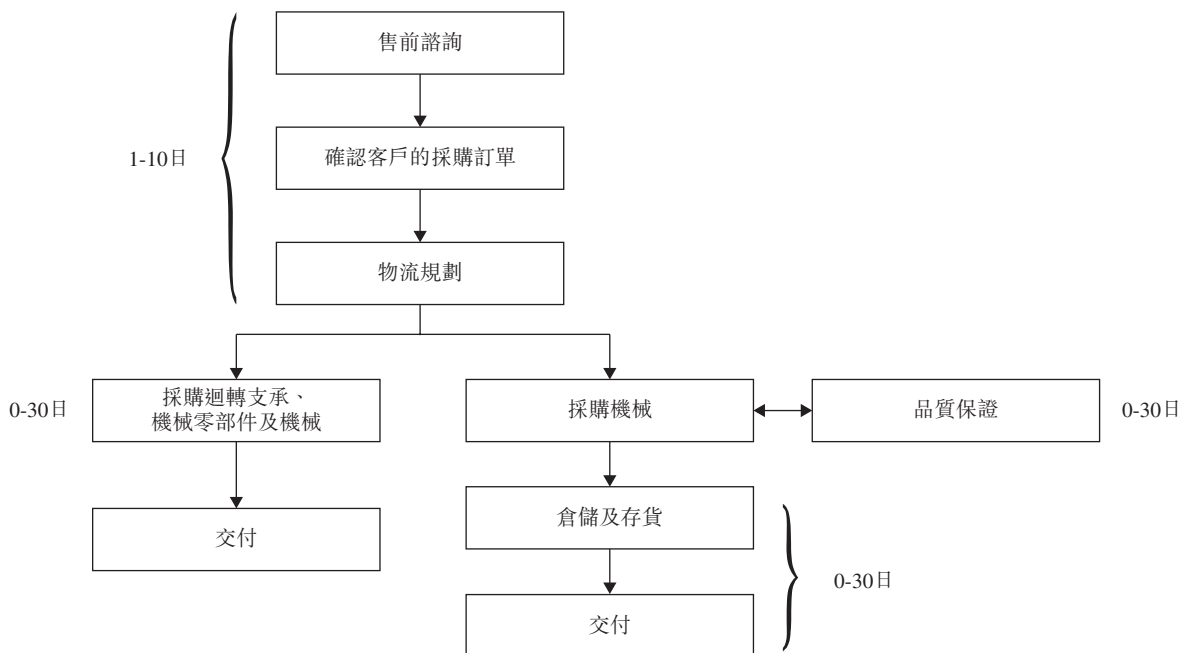 售前諮詢
1-10日
確認客戶的採購訂單
物流規劃
0-30日
採購迴轉支承、
機械零部件及機械
採購機械
品質保證
0-30日
倉儲及存貨
交付
0-30日
交付